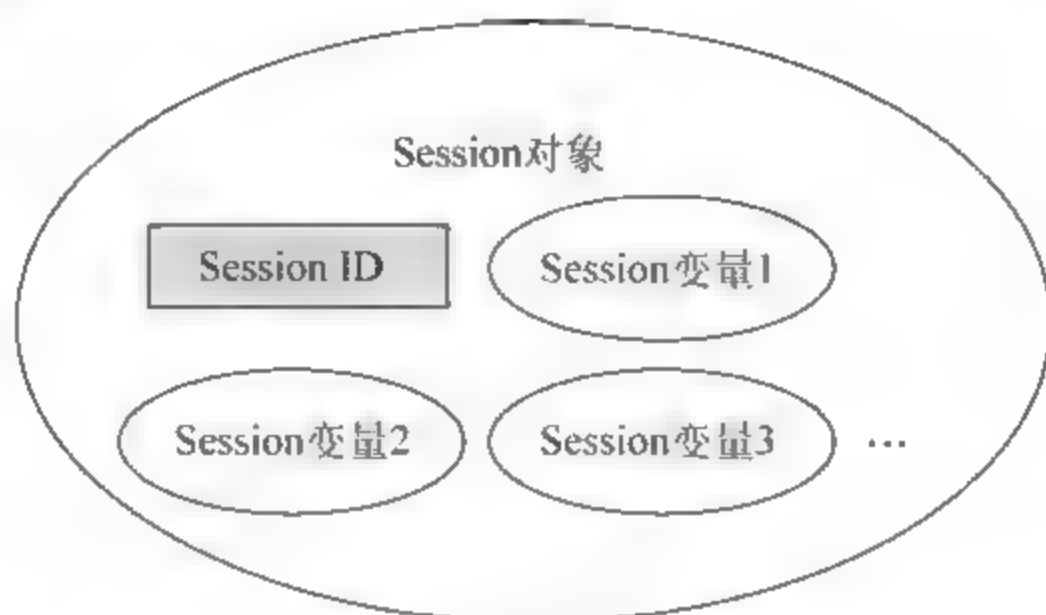 Session对象
Session ID
Session变量1
Session变量2
Session变量3 …